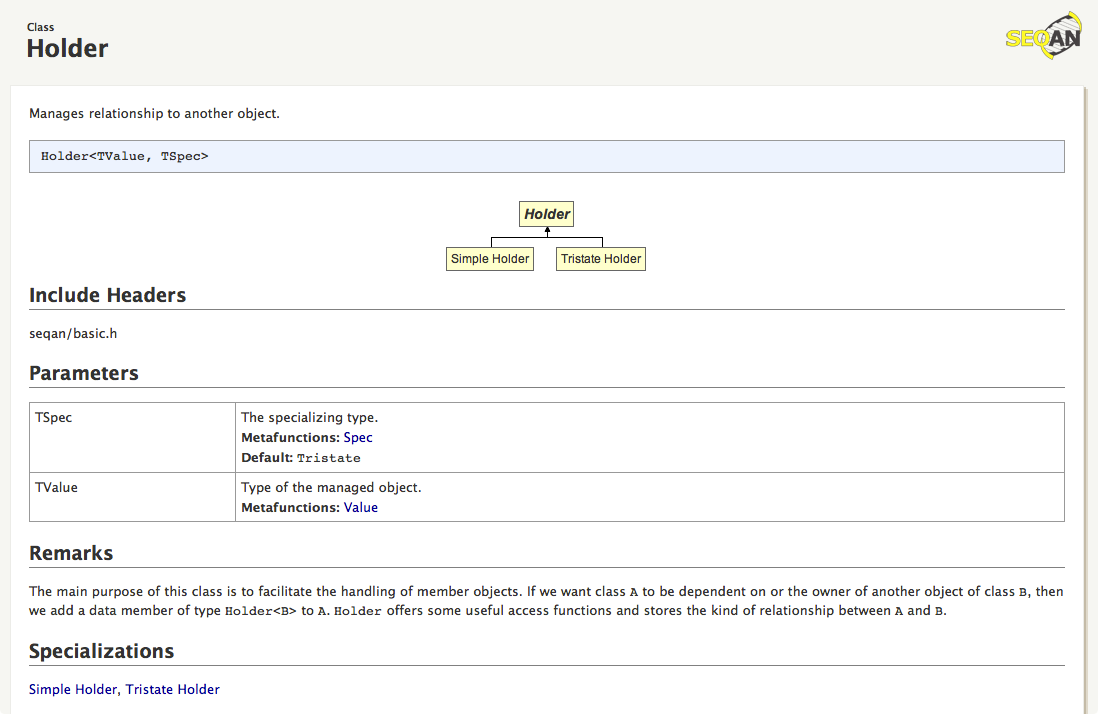 Class
Holder
SEQAN
Manages relationship to another object.
Holder<TValue, TSpec>
Holder
Simple Holder
Tristate Holder
Include Headers
seqan/basic.h
Parameters
TSpec
The specializing type.
Metafunctions: Spec
Default: Tristate
TValue
Type of the managed object.
Metafunctions: Value
Remarks
The main purpose of this class is to facilitate the handling of member objects. If we want class A to be dependent on or the owner of another object of class B, then
we add a data member of type Holder<B> to A. Holder offers some useful access functions and stores the kind of relationship between A and B.
Specializations
Simple Holder, Tristate Holder